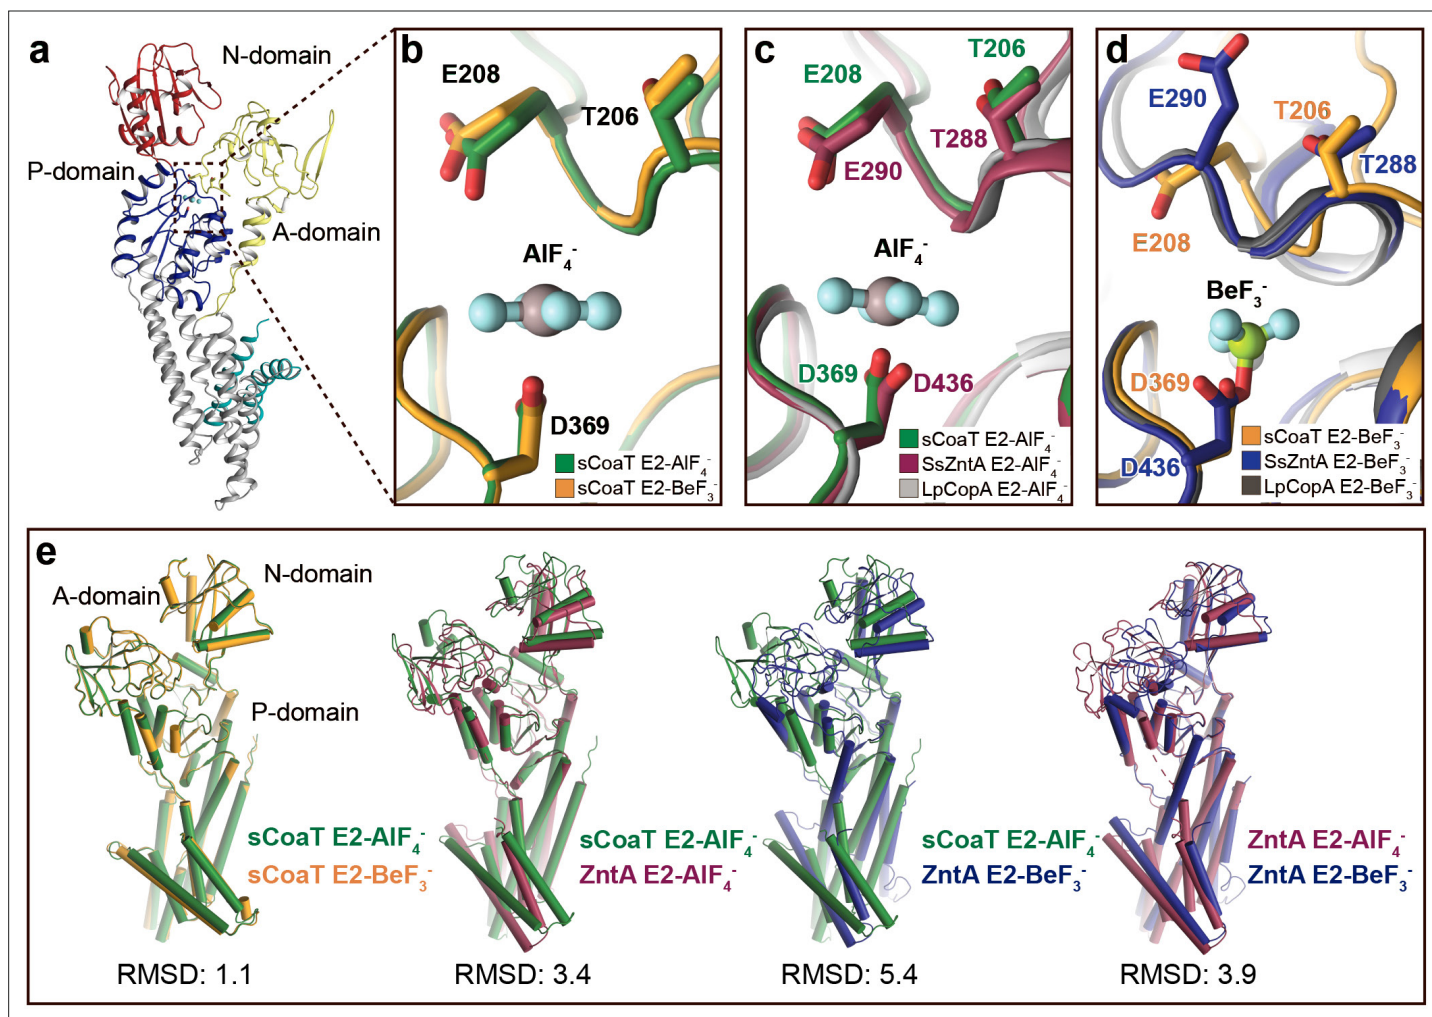 a
N-domain
P-domain
A-domain
b
E208
T206
AlF4-
D369
sCoaT E2-AlF4-
sCoaT E2-BeF3-
c
T206
E208
T288
E290
AlF4-
D369
D436
sCoaT E2-AlF4-
SsZntA E2-AlF4-
LpCopA E2-AlF4-
d
E290
T206
T288
E208
BeF3-
D369
D436
sCoaT E2-BeF3-
SsZntA E2-BeF3-
LpCopA E2-BeF3-
e
N-domain
A-domain
P-domain
sCoaT E2-AlF4-
sCoaT E2-BeF3-
RMSD: 1.1
sCoaT E2-AlF4-
ZntA E2-AlF4-
RMSD: 3.4
sCoaT E2-AlF4-
ZntA E2-BeF3-
RMSD: 5.4
ZntA E2-AlF4-
ZntA E2-BeF3-
RMSD: 3.9